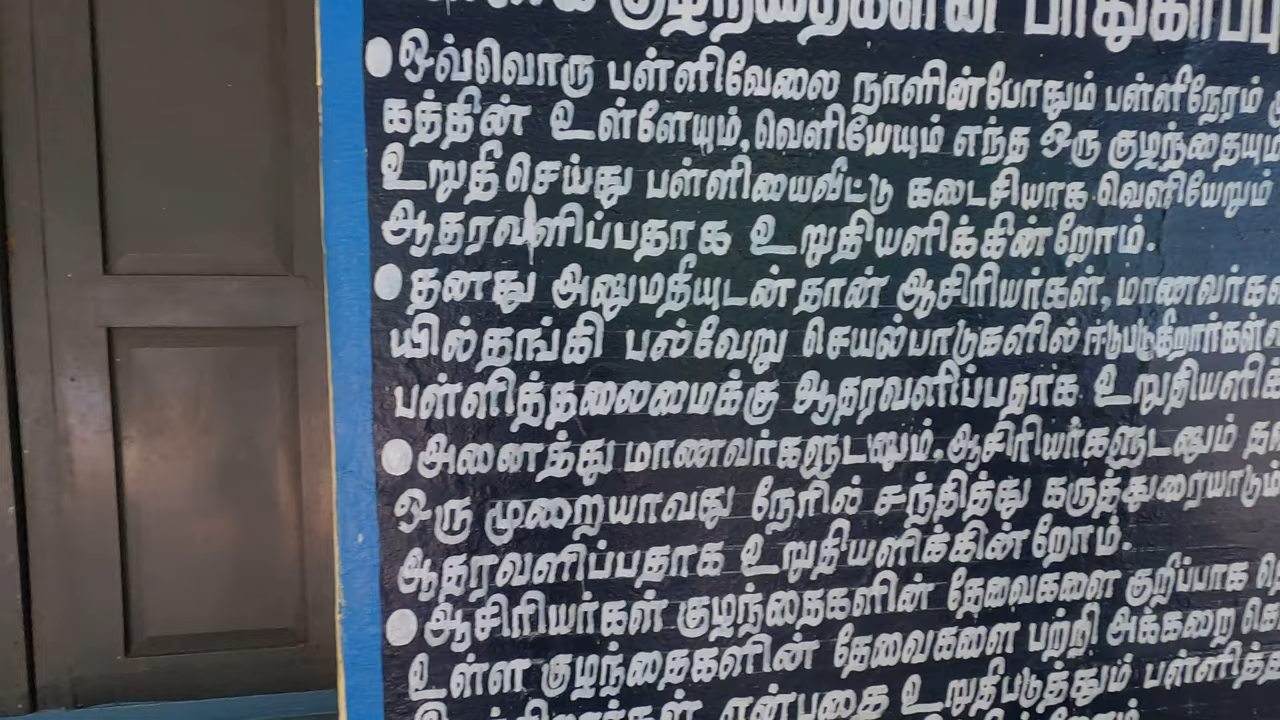 குழந்தைகளின் பாதுகாப்பு
● ஒவ்வொரு பள்ளிவேலை நாளின்போதும் பள்ளிநேரம்
கத்தின் உள்ளேயும், வெளியேயும் எந்த ஒரு குழந்தையும்
உறுதி செய்து பள்ளியைவிட்டு கடைசியாக வெளியேறும்
ஆதரவளிப்பதாக உறுதியளிக்கின்றோம்.
● தனது அனுமதியுடன் தான் ஆசிரியர்கள், மாணவர்கள்
யில் தங்கி பல்வேறு செயல்பாடுகளில் ஈடுபடுகிறார்கள்
பள்ளித்தலைமைக்கு ஆதரவளிப்பதாக உறுதியளிக்
● அனைத்து மாணவர்களுடனும், ஆசிரியர்களுடனும்
ஒரு முறையாவது நேரில் சந்தித்து கருத்துரையாடும்
ஆதரவளிப்பதாக உறுதியளிக்கின்றோம்.
● ஆசிரியர்கள் குழந்தைகளின் தேவைகளை குறிப்பாக
உள்ள குழந்தைகளின் தேவைகளை பற்றி அக்கறை
என்பதை உறுதிபடுத்தும் பள்ளித்